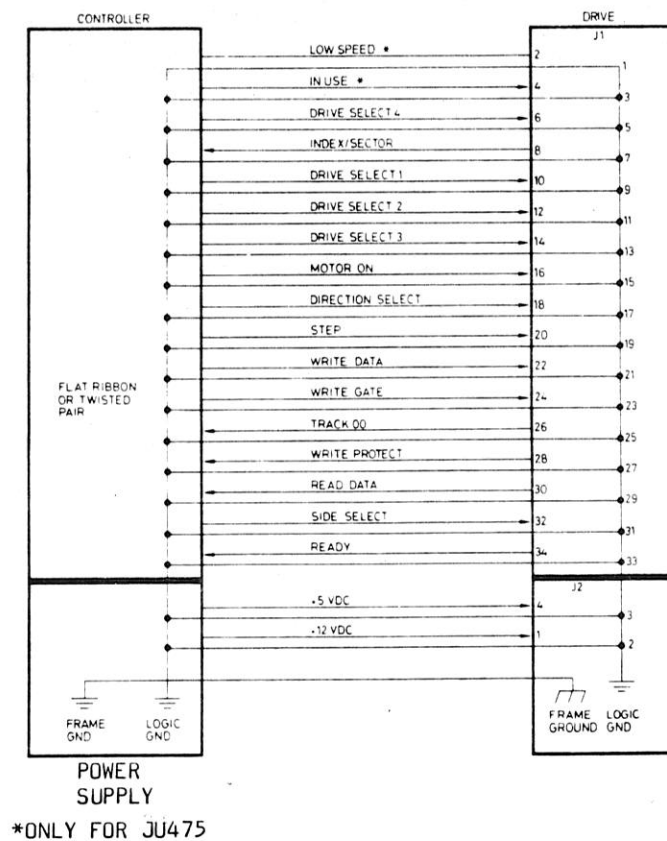 CONTROLLER
DRIVE
J1
LOW SPEED *
2
1
IN USE *
4
3
DRIVE SELECT 4
6
5
INDEX/SECTOR
8
7
DRIVE SELECT 1
10
9
DRIVE SELECT 2
12
11
DRIVE SELECT 3
14
13
MOTOR ON
16
15
DIRECTION SELECT
18
17
STEP
20
19
WRITE DATA
22
21
FLAT RIBBON
OR TWISTED
PAIR
WRITE GATE
24
23
TRACK 00
26
25
WRITE PROTECT
28
27
READ DATA
30
29
SIDE SELECT
32
31
READY
34
33
J2
+5 VDC
4
3
+12 VDC
1
2
FRAME
GND
LOGIC
GND
FRAME
GROUND
LOGIC
GND
POWER
SUPPLY
*ONLY FOR JU475